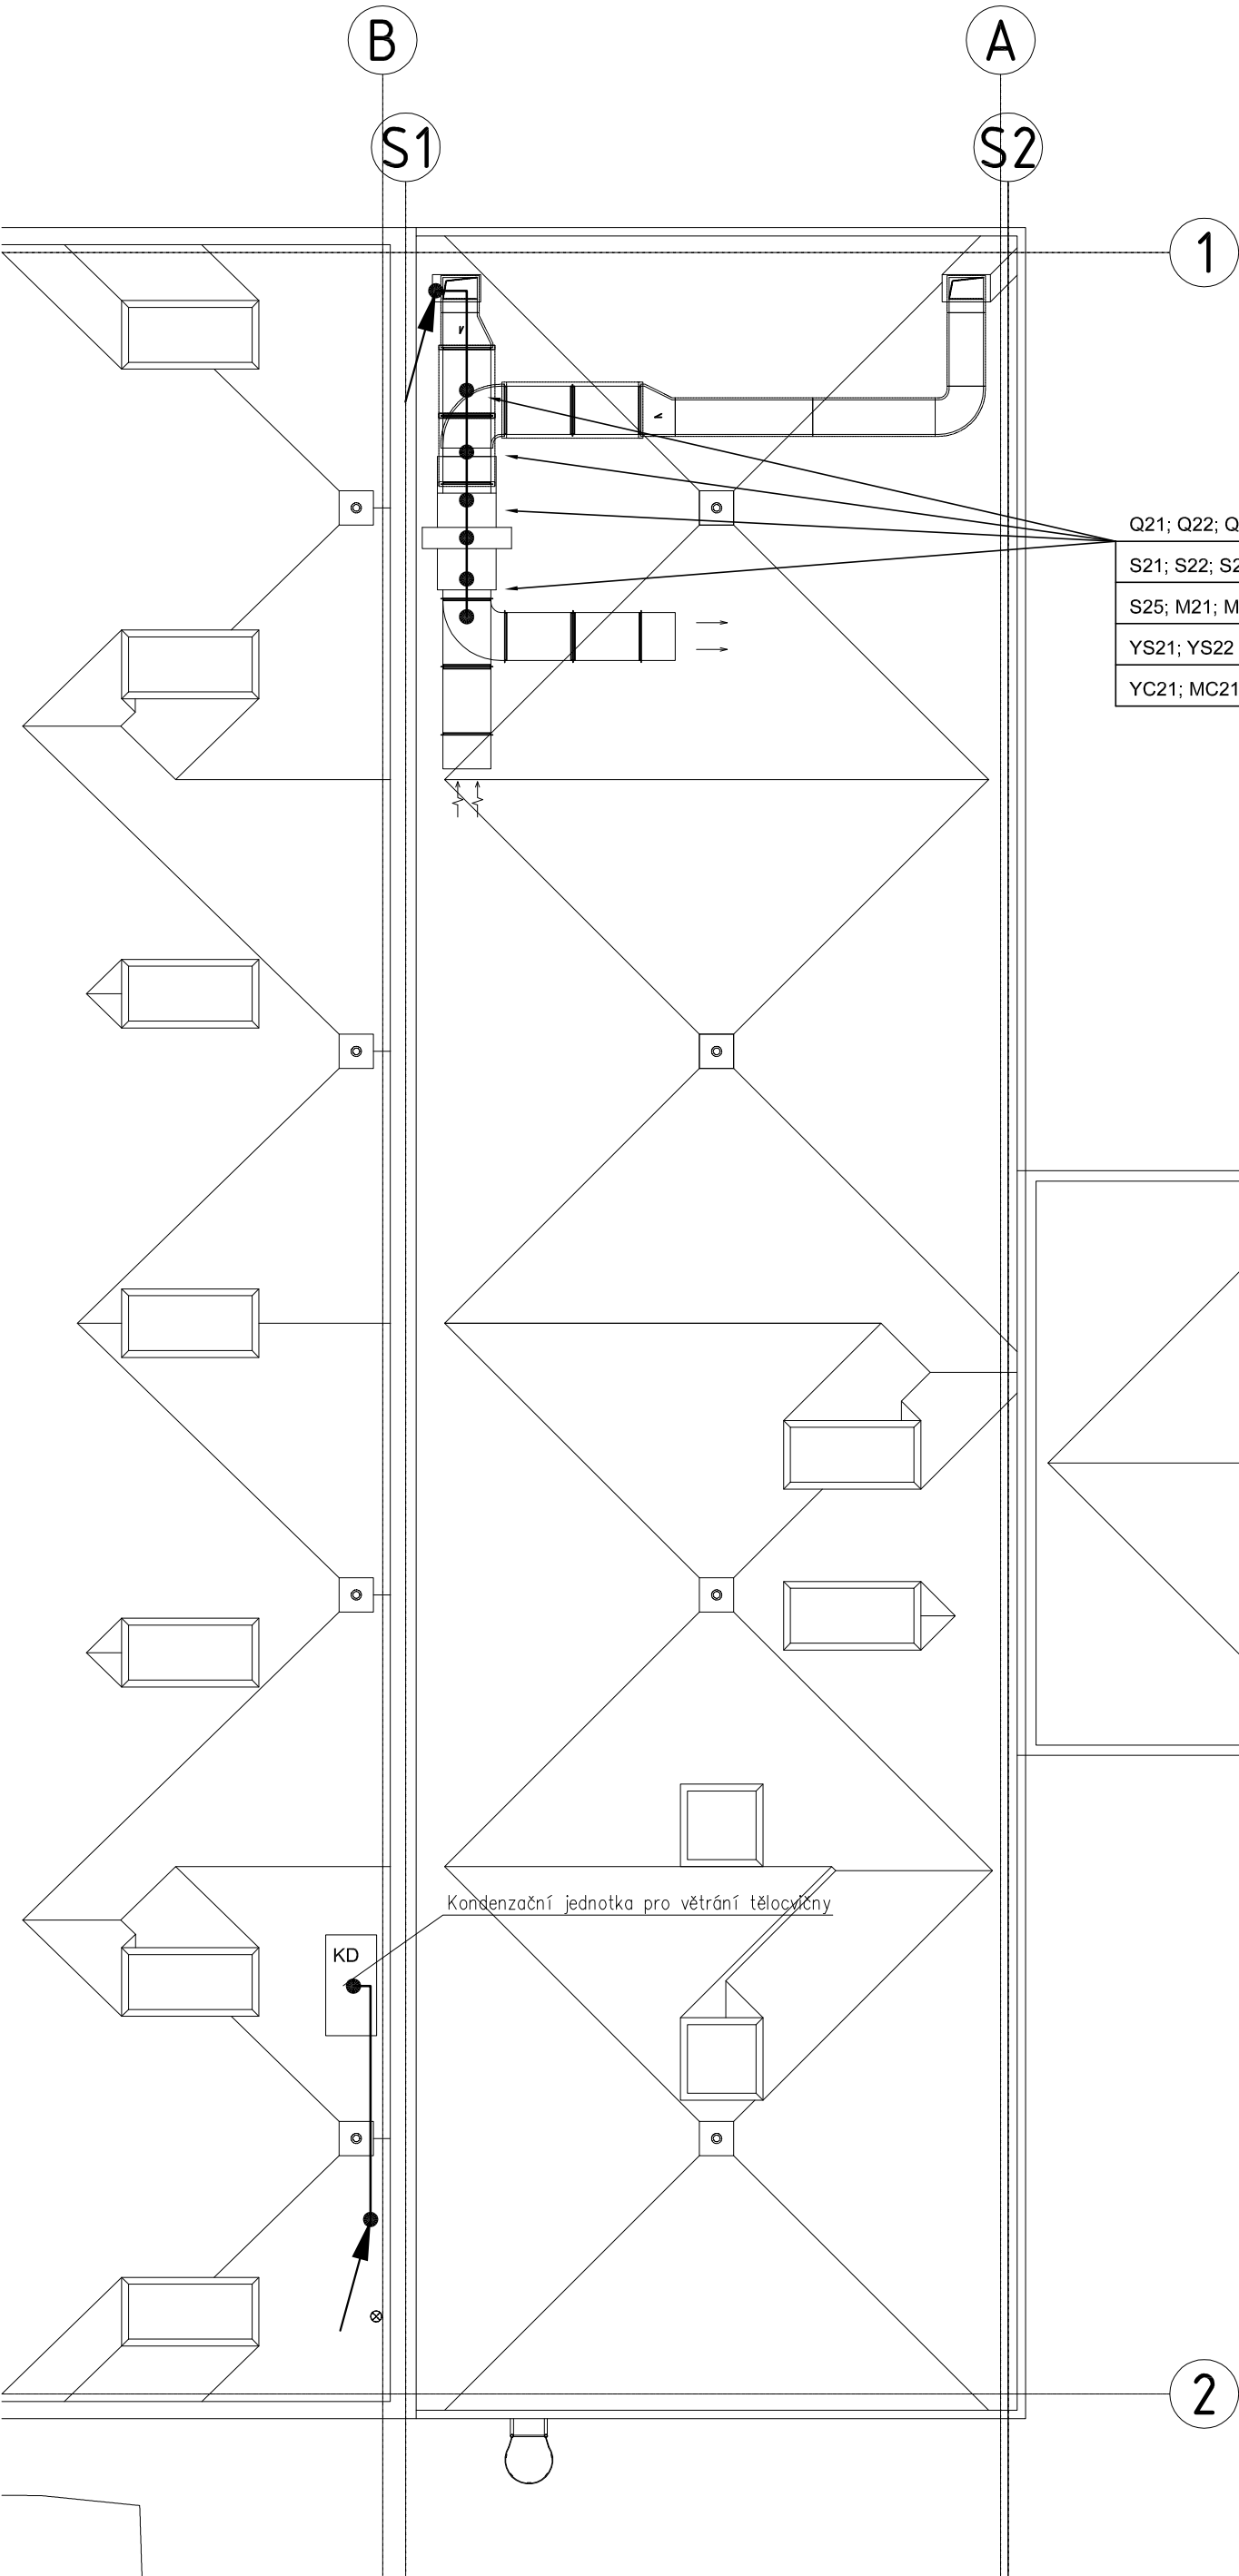 B
A
S1
S2
1
Q21; Q22; Q
S21; S22; S2
S25; M21; M
YS21; YS22
YC21; MC21
Kondenzační jednotka pro větrání tělocvičny
KD
2